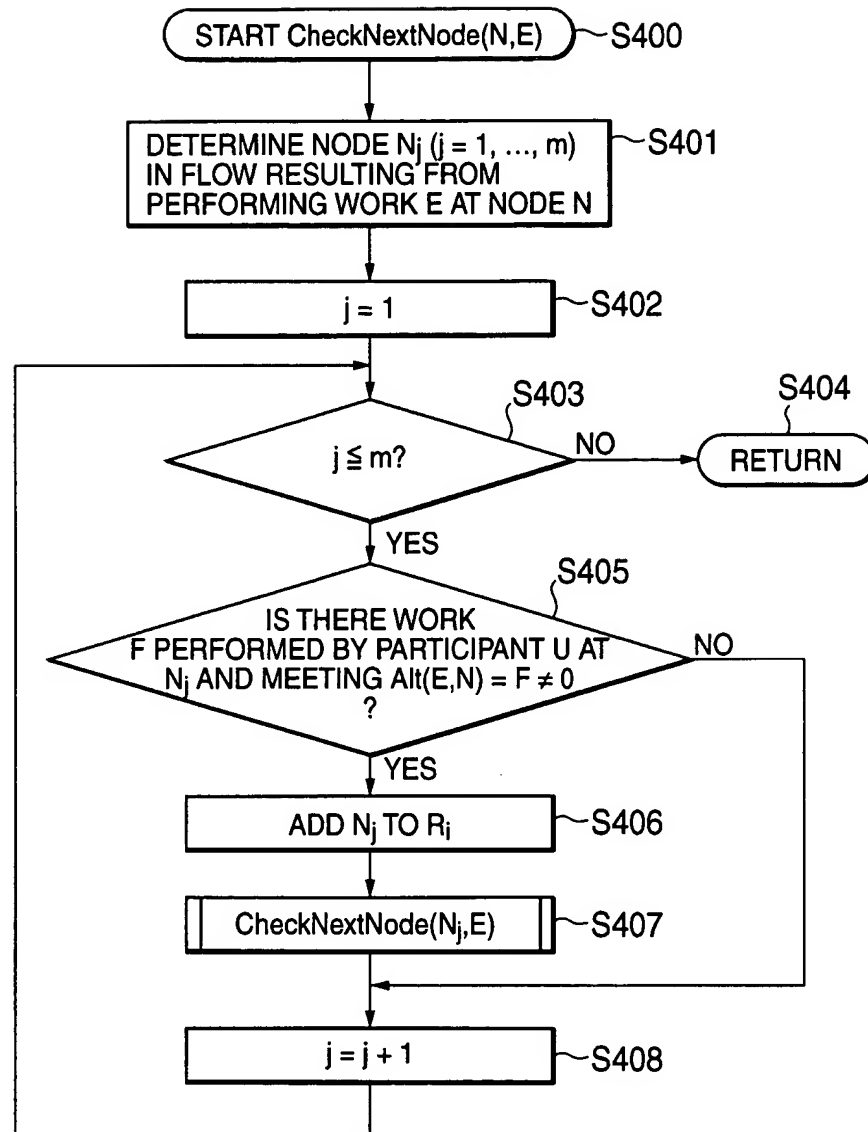 START CheckNextNode(N,E)
S400
DETERMINE NODE Nj (j = 1, ..., m)
IN FLOW RESULTING FROM
PERFORMING WORK E AT NODE N
S401
j = 1
S402
S403
S404
j ≦ m?
NO
RETURN
YES
S405
IS THERE WORK
F PERFORMED BY PARTICIPANT U AT
Nj AND MEETING Alt(E,N) = F ≠ 0
?
NO
YES
ADD Nj TO Ri
S406
CheckNextNode(Nj,E)
S407
j = j + 1
S408